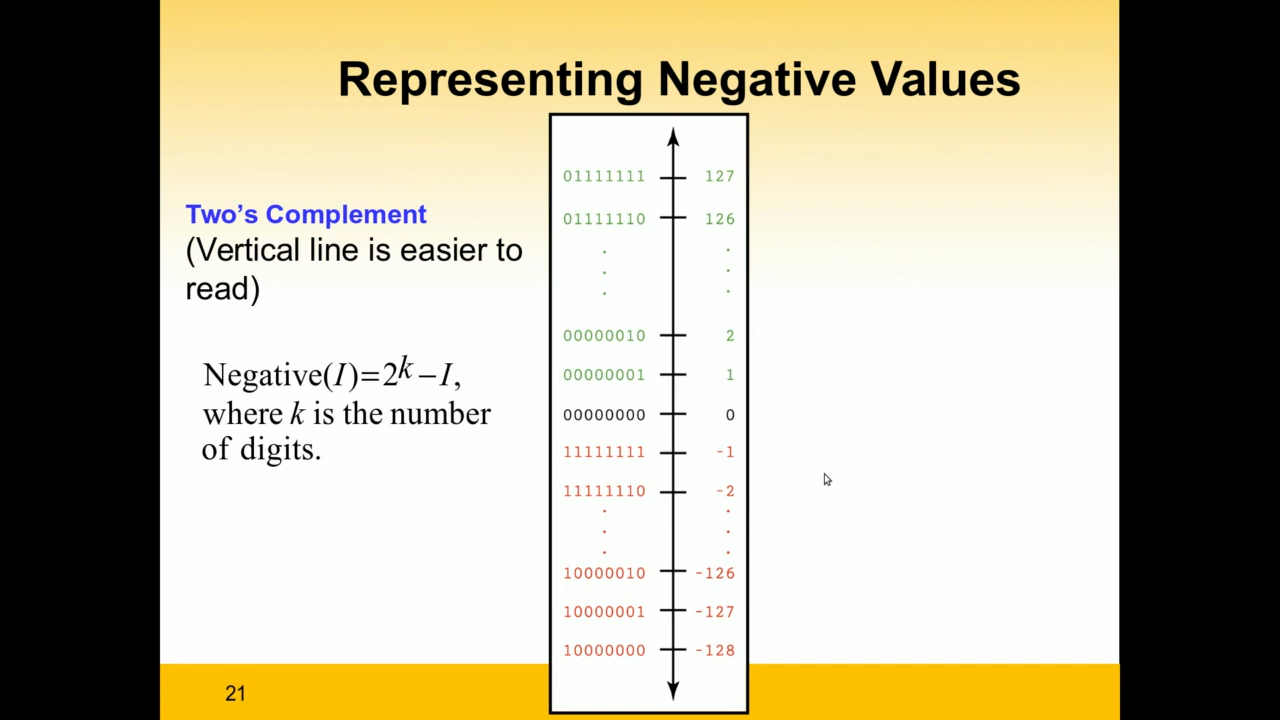 Representing Negative Values
Two’s Complement
(Vertical line is easier to
read)
Negative(I)=2^k–I,
where k is the number
of digits.
01111111 127
01111110 126
. .
. .
. .
00000010 2
00000001 1
00000000 0
11111111 -1
11111110 -2
. .
. .
. .
10000010 -126
10000001 -127
10000000 -128
21